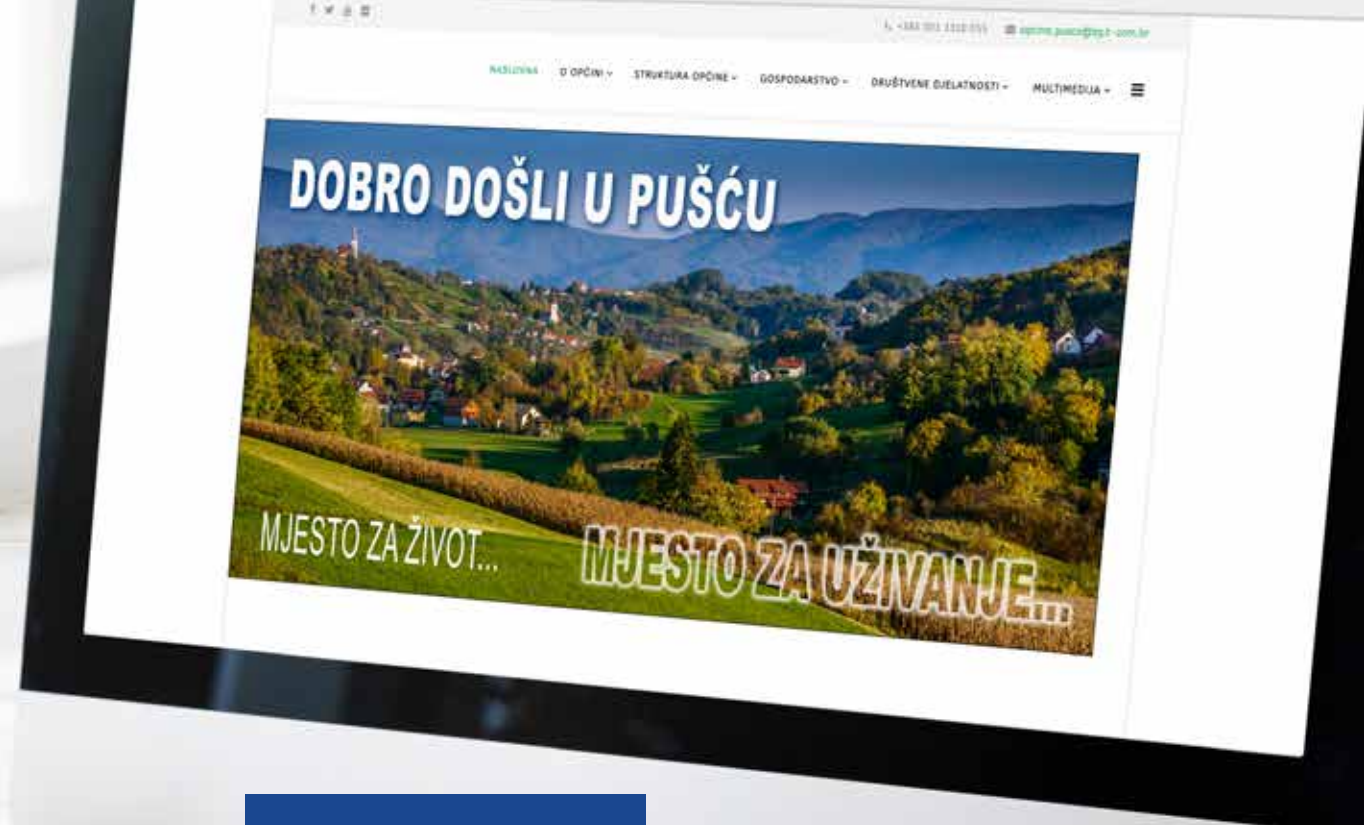 NASLOVNA O OPĆINI STRUKTURA OPĆINE GOSPODARSTVO DRUŠTVENE DJELATNOSTI MULTIMEDIJA
DOBRO DOŠLI U PUŠĆU
MJESTO ZA ŽIVOT... MJESTO ZA UŽIVANJE...